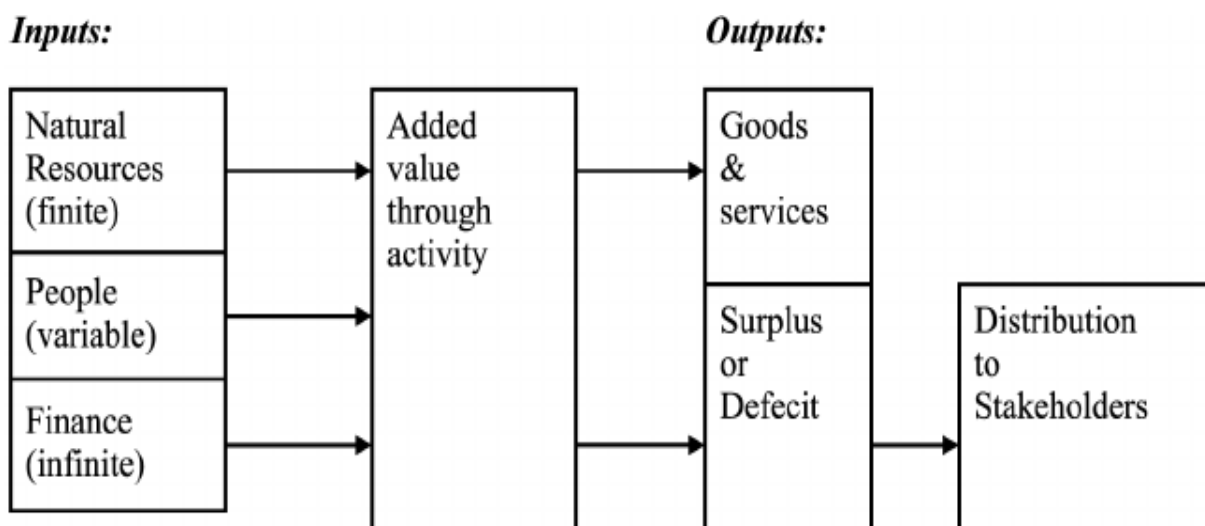 Inputs:
Outputs:
Natural
Resources
(finite)
People
(variable)
Finance
(infinite)
Added
value
through
activity
Goods
&
services
Surplus
or
Defecit
Distribution
to
Stakeholders